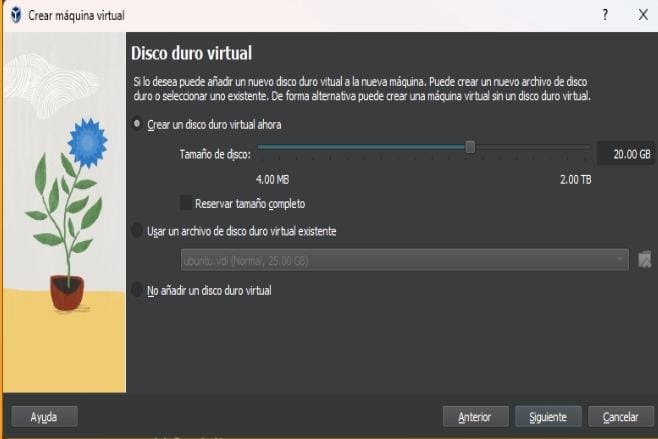 Crear máquina virtual
? X
Disco duro virtual
Si lo desea puede añadir un nuevo disco duro vitual a la nueva máquina. Puede crear un nuevo archivo de disco
duro o seleccionar uno existente. De forma alternativa puede crear una máquina virtual sin un disco duro virtual.
Crear un disco duro virtual ahora
Tamaño de disco: 20.00 GB
4.00 MB 2.00 TB
Reservar tamaño completo
Usar un archivo de disco duro virtual existente
ubuntu.vdi (Normal, 25.00 GB)
No añadir un disco duro virtual
Ayuda Anterior Siguiente Cancelar